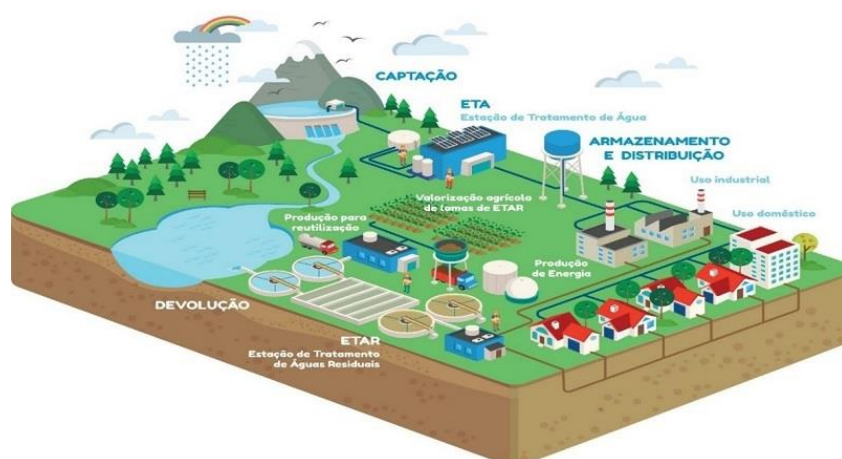 CAPTAÇÃO
ETA
Estação de Tratamento de Água
ARMAZENAMENTO
E DISTRIBUIÇÃO
Uso industrial
Uso doméstico
Valorização agrícola
de lamas de ETAR
Produção para
reutilização
Produção
de Energia
DEVOLUÇÃO
ETAR
Estação de Tratamento
de Águas Residuais